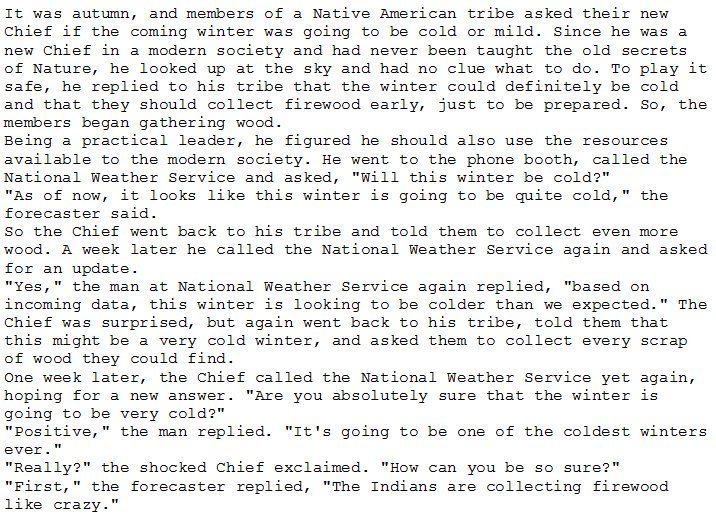 It was autumn, and members of a Native American tribe asked their new
Chief if the coming winter was going to be cold or mild. Since he was a
new Chief in a modern society and had never been taught the old secrets
of Nature, he looked up at the sky and had no clue what to do. To play it
safe, he replied to his tribe that the winter could definitely be cold
and that they should collect firewood early, just to be prepared. So, the
members began gathering wood.
Being a practical leader, he figured he should also use the resources
available to the modern society. He went to the phone booth, called the
National Weather Service and asked, "Will this winter be cold?"
"As of now, it looks like this winter is going to be quite cold," the
forecaster said.
So the Chief went back to his tribe and told them to collect even more
wood. A week later he called the National Weather Service again and asked
for an update.
"Yes," the man at National Weather Service again replied, "based on
incoming data, this winter is looking to be colder than we expected." The
Chief was surprised, but again went back to his tribe, told them that
this might be a very cold winter, and asked them to collect every scrap
of wood they could find.
One week later, the Chief called the National Weather Service yet again,
hoping for a new answer. "Are you absolutely sure that the winter is
going to be very cold?"
"Positive," the man replied. "It's going to be one of the coldest winters
ever."
"Really?" the shocked Chief exclaimed. "How can you be so sure?"
"First," the forecaster replied, "The Indians are collecting firewood
like crazy."